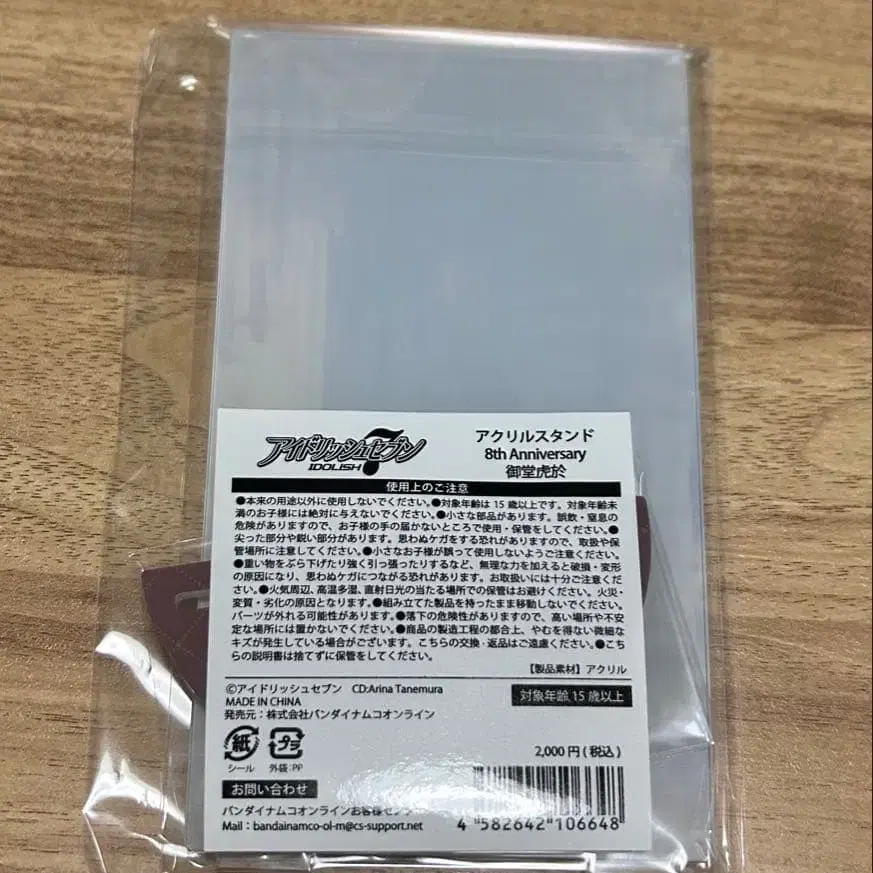 アイドリッシュセブン
IDOLiSH7
アクリルスタンド
8th Anniversary
御堂虎於
使用上のご注意
●本来の用途以外に使用しないでください。●対象年齢は 15 歳以上です。対象年齢未
満のお子様には絶対に与えないでください。●小さな部品があります。誤飲・窒息の
危険がありますので、お子様の手の届かないところで使用・保管をしてください。●
尖った部分や鋭い部分があります。思わぬケガをする恐れがありますので、取扱や保
管場所に注意してください。●小さなお子様が誤って使用しないようご注意ください。
●重い物をぶら下げたり強く引っ張ったりするなど、無理な力を加えると破損・変形
の原因になり、思わぬケガにつながる恐れがあります。お取扱いには十分ご注意くださ
い。●火気周辺、高温多湿、直射日光の当たる場所での保管はお避けください。火災・
変質・劣化の原因となります。●組み立てた製品を持ったまま移動しないでください。
パーツが外れる可能性があります。●落下の危険性がありますので、高い場所や不安
定な場所には置かないでください。●商品の製造工程の都合上、やむを得ない微細な
キズが発生している場合がございます。こちらの交換・返品はご遠慮ください。●こち
らの説明書は捨てずに保管をしてください。
【製品素材】アクリル
©アイドリッシュセブン CD:Arina Tanemura
MADE IN CHINA
発売元：株式会社バンダイナムコオンライン
対象年齢 15 歳以上
紙
シール
プラ
外袋:PP
2,000 円 (税込)
お問い合わせ
バンダイナムコオンラインお客様センター
Mail : bandainamco-ol-m@cs-support.net
4 582642 106648